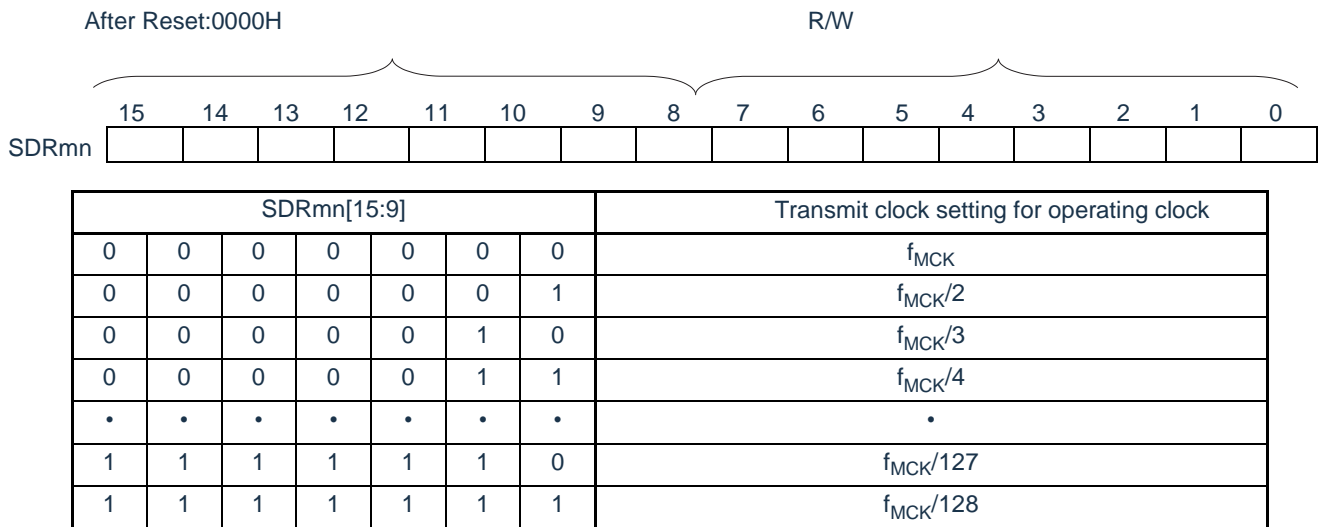 After Reset:0000H R/W
15 14 13 12 11 10 9 8 7 6 5 4 3 2 1 0
SDRmn
SDRmn[15:9] Transmit clock setting for operating clock
0 0 0 0 0 0 0 fMCK
0 0 0 0 0 0 1 fMCK/2
0 0 0 0 0 1 0 fMCK/3
0 0 0 0 0 1 1 fMCK/4
• • • • • • • •
1 1 1 1 1 1 0 fMCK/127
1 1 1 1 1 1 1 fMCK/128